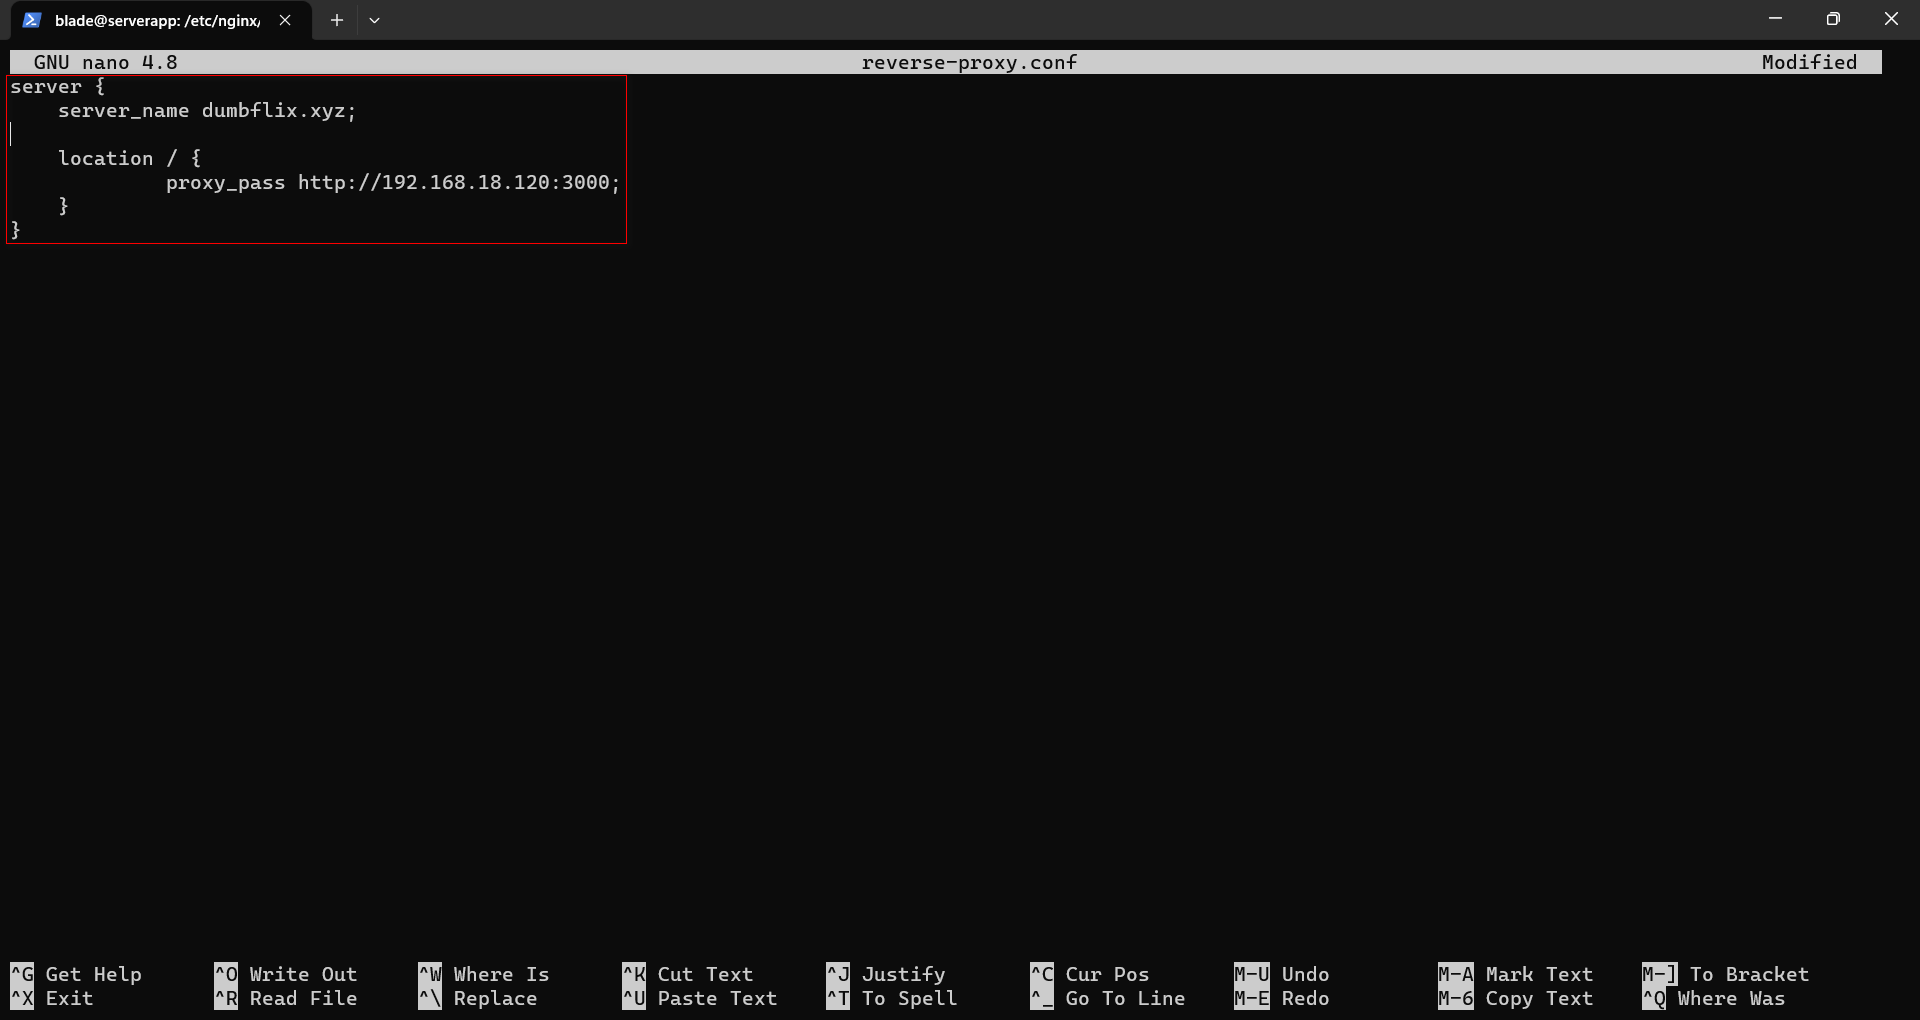 blade@serverapp: /etc/nginx/
GNU nano 4.8 reverse-proxy.conf Modified
server {
    server_name dumbflix.xyz;

    location / {
             proxy_pass http://192.168.18.120:3000;
    }
}
^G Get Help ^O Write Out ^W Where Is ^K Cut Text ^J Justify ^C Cur Pos M-U Undo M-A Mark Text M-] To Bracket
^X Exit ^R Read File ^\ Replace ^U Paste Text ^T To Spell ^_ Go To Line M-E Redo M-6 Copy Text ^Q Where Was